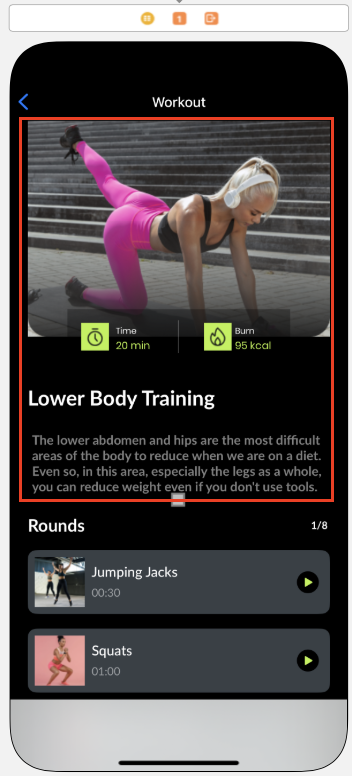 1
Workout
Time
20 min
Burn
95 kcal
Lower Body Training
The lower abdomen and hips are the most difficult
areas of the body to reduce when we are on a diet.
Even so, in this area, especially the legs as a whole,
you can reduce weight even if you don't use tools.
Rounds
1/8
Jumping Jacks
00:30
Squats
01:00